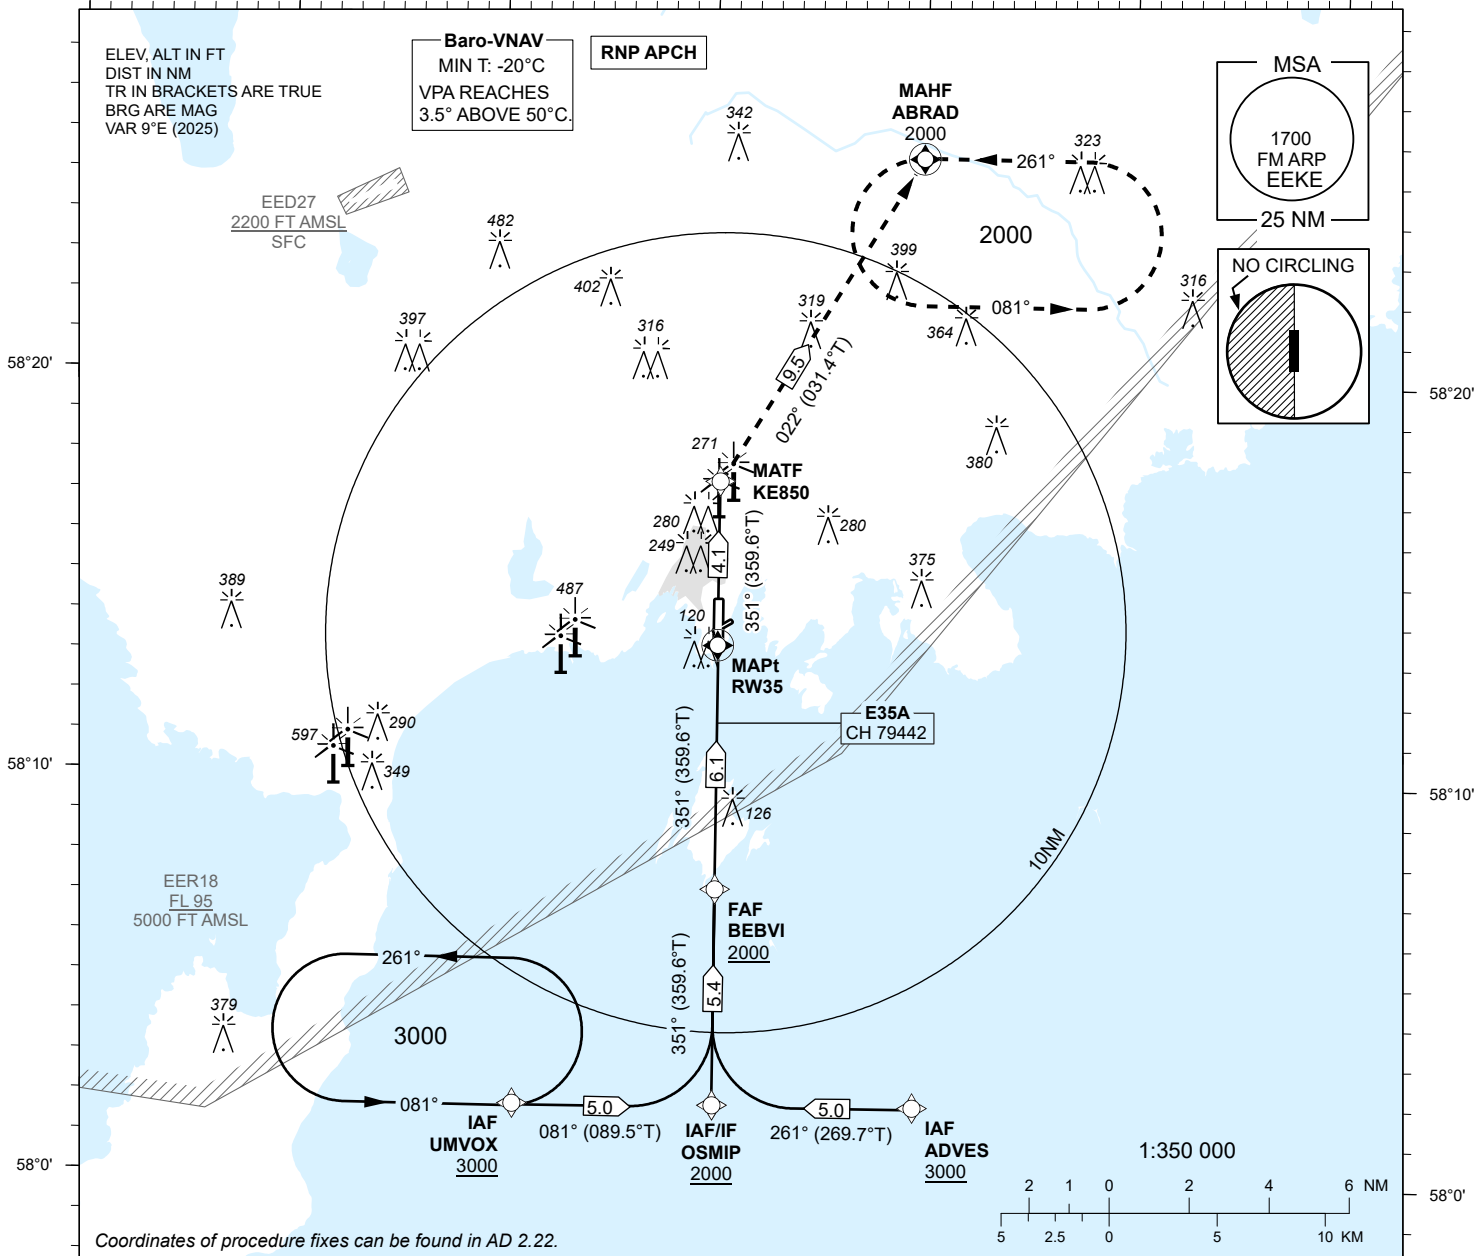 ELEV, ALT IN FT
DIST IN NM
TR IN BRACKETS ARE TRUE
BRG ARE MAG
VAR 9°E (2025)
Baro-VNAV
MIN T: -20°C
VPA REACHES
3.5° ABOVE 50°C.
RNP APCH
MAHF
ABRAD
2000
MSA
1700
FM ARP
EEKE
25 NM
NO CIRCLING
EED27
2200 FT AMSL
SFC
342
323
261°
482
2000
399
402
316
081°
319
364
397
316
9.5
022° (031.4°T)
58°20'
58°20'
380
271
MATF
KE850
280
280
249
4.1
351° (359.6°T)
375
389
487
120
MAPt
RW35
E35A
CH 79442
290
597
349
351° (359.6°T)
6.1
126
58°10'
58°10'
10NM
EER18
FL 95
5000 FT AMSL
FAF
BEBVI
2000
261°
351° (359.6°T)
5.4
379
3000
081°
5.0
5.0
IAF
UMVOX
3000
081° (089.5°T)
IAF/IF
OSMIP
2000
261° (269.7°T)
IAF
ADVES
3000
1:350 000
58°0'
58°0'
2 1 0 2 4 6 NM
5 2.5 0 5 10 KM
Coordinates of procedure fixes can be found in AD 2.22.